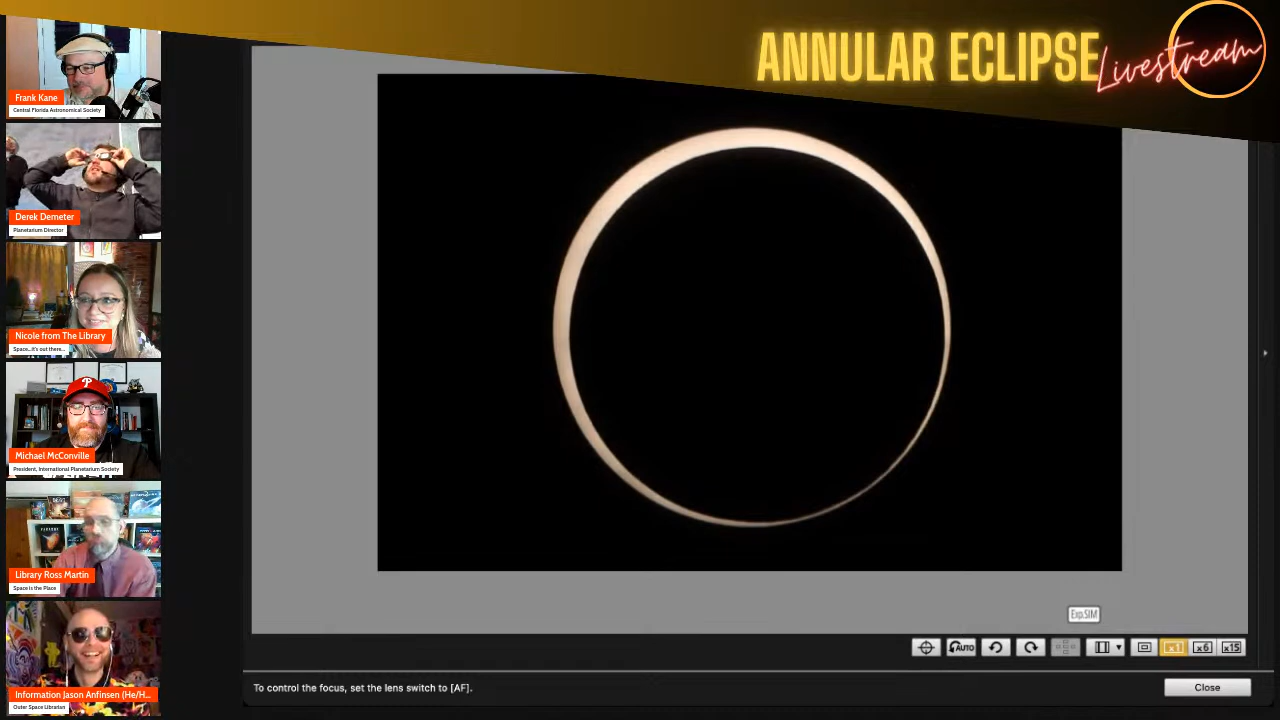 ANNULAR ECLIPSE
Livestream
Frank Kane
Central Florida Astronomical Society
Derek Demeter
Planetarium Director
Nicole from The Library
Space...it's out there...
Michael McConville
President, International Planetarium Society
Library Ross Martin
Space is the Place
Information Jason Anfinsen (He/H...
Outer Space Librarian
Exp.SIM
AUTO
x1
x6
x15
To control the focus, set the lens switch to [AF].
Close